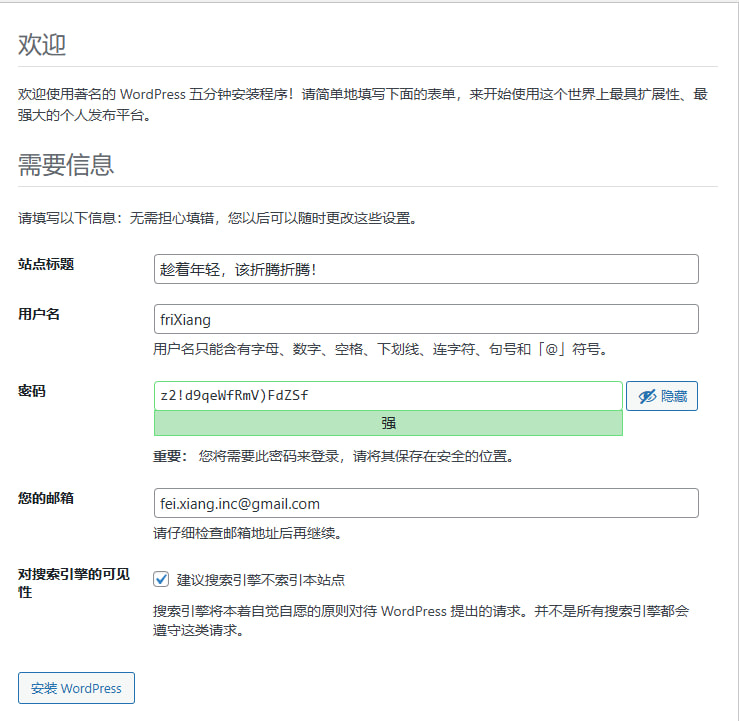 欢迎
欢迎使用著名的 WordPress 五分钟安装程序！请简单地填写下面的表单，来开始使用这个世界上最具扩展性、最
强大的个人发布平台。
需要信息
请填写以下信息：无需担心填错，您以后可以随时更改这些设置。
站点标题
趁着年轻，该折腾折腾！
用户名
friXiang
用户名只能含有字母、数字、空格、下划线、连字符、句号和「@」符号。
密码
z2!d9qeWfRmV)FdZSf
隐藏
强
重要： 您将需要此密码来登录，请将其保存在安全的位置。
您的邮箱
fei.xiang.inc@gmail.com
请仔细检查邮箱地址后再继续。
对搜索引擎的可见
性
建议搜索引擎不索引本站点
搜索引擎将本着自觉自愿的原则对待 WordPress 提出的请求。并不是所有搜索引擎都会
遵守这类请求。
安装 WordPress